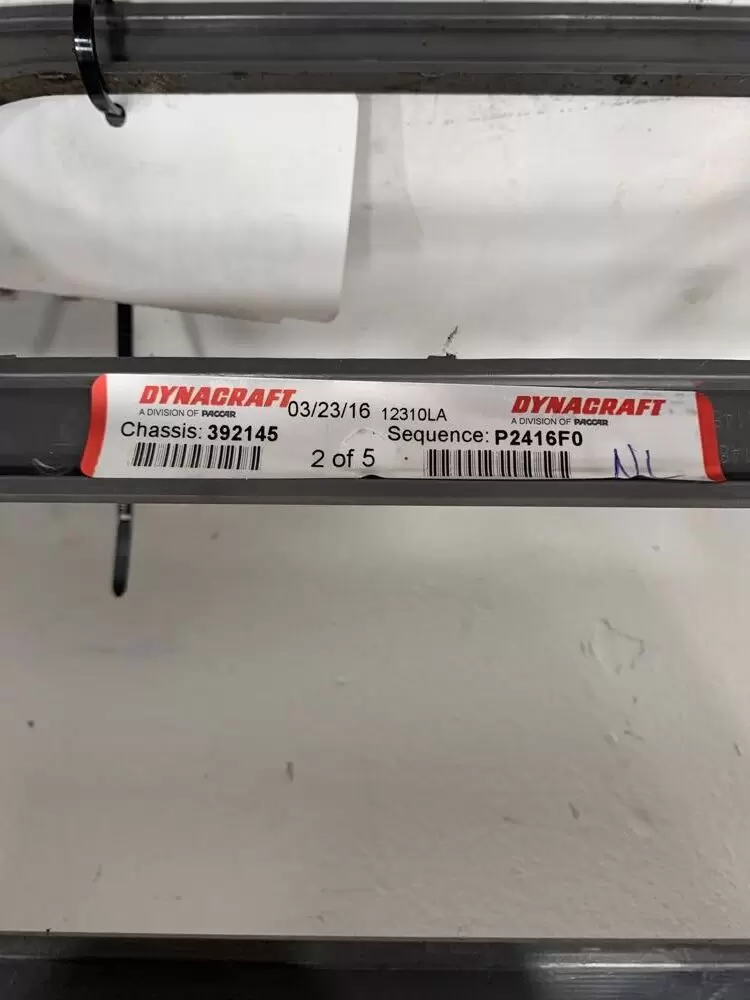 DYNACRAFT 03/23/16 12310LA DYNACRAFT
A DIVISION OF PACCAR A DIVISION OF PACCAR
Chassis: 392145 Sequence: P2416F0
2 of 5 NL